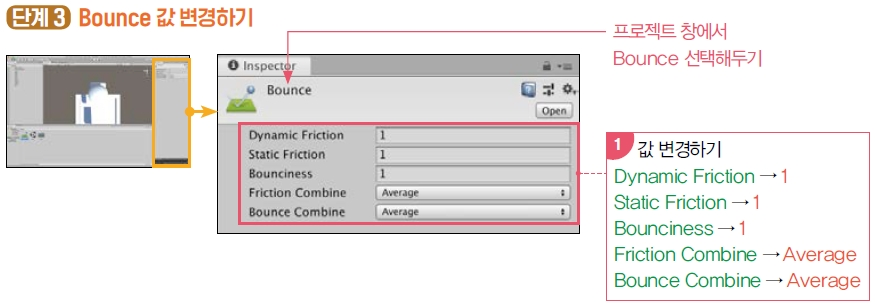 단계 3 Bounce 값 변경하기
프로젝트 창에서
Bounce 선택해두기
Inspector
Bounce
Open
Dynamic Friction 1
Static Friction 1
Bounciness 1
Friction Combine Average
Bounce Combine Average
1 값 변경하기
Dynamic Friction → 1
Static Friction → 1
Bounciness → 1
Friction Combine → Average
Bounce Combine → Average